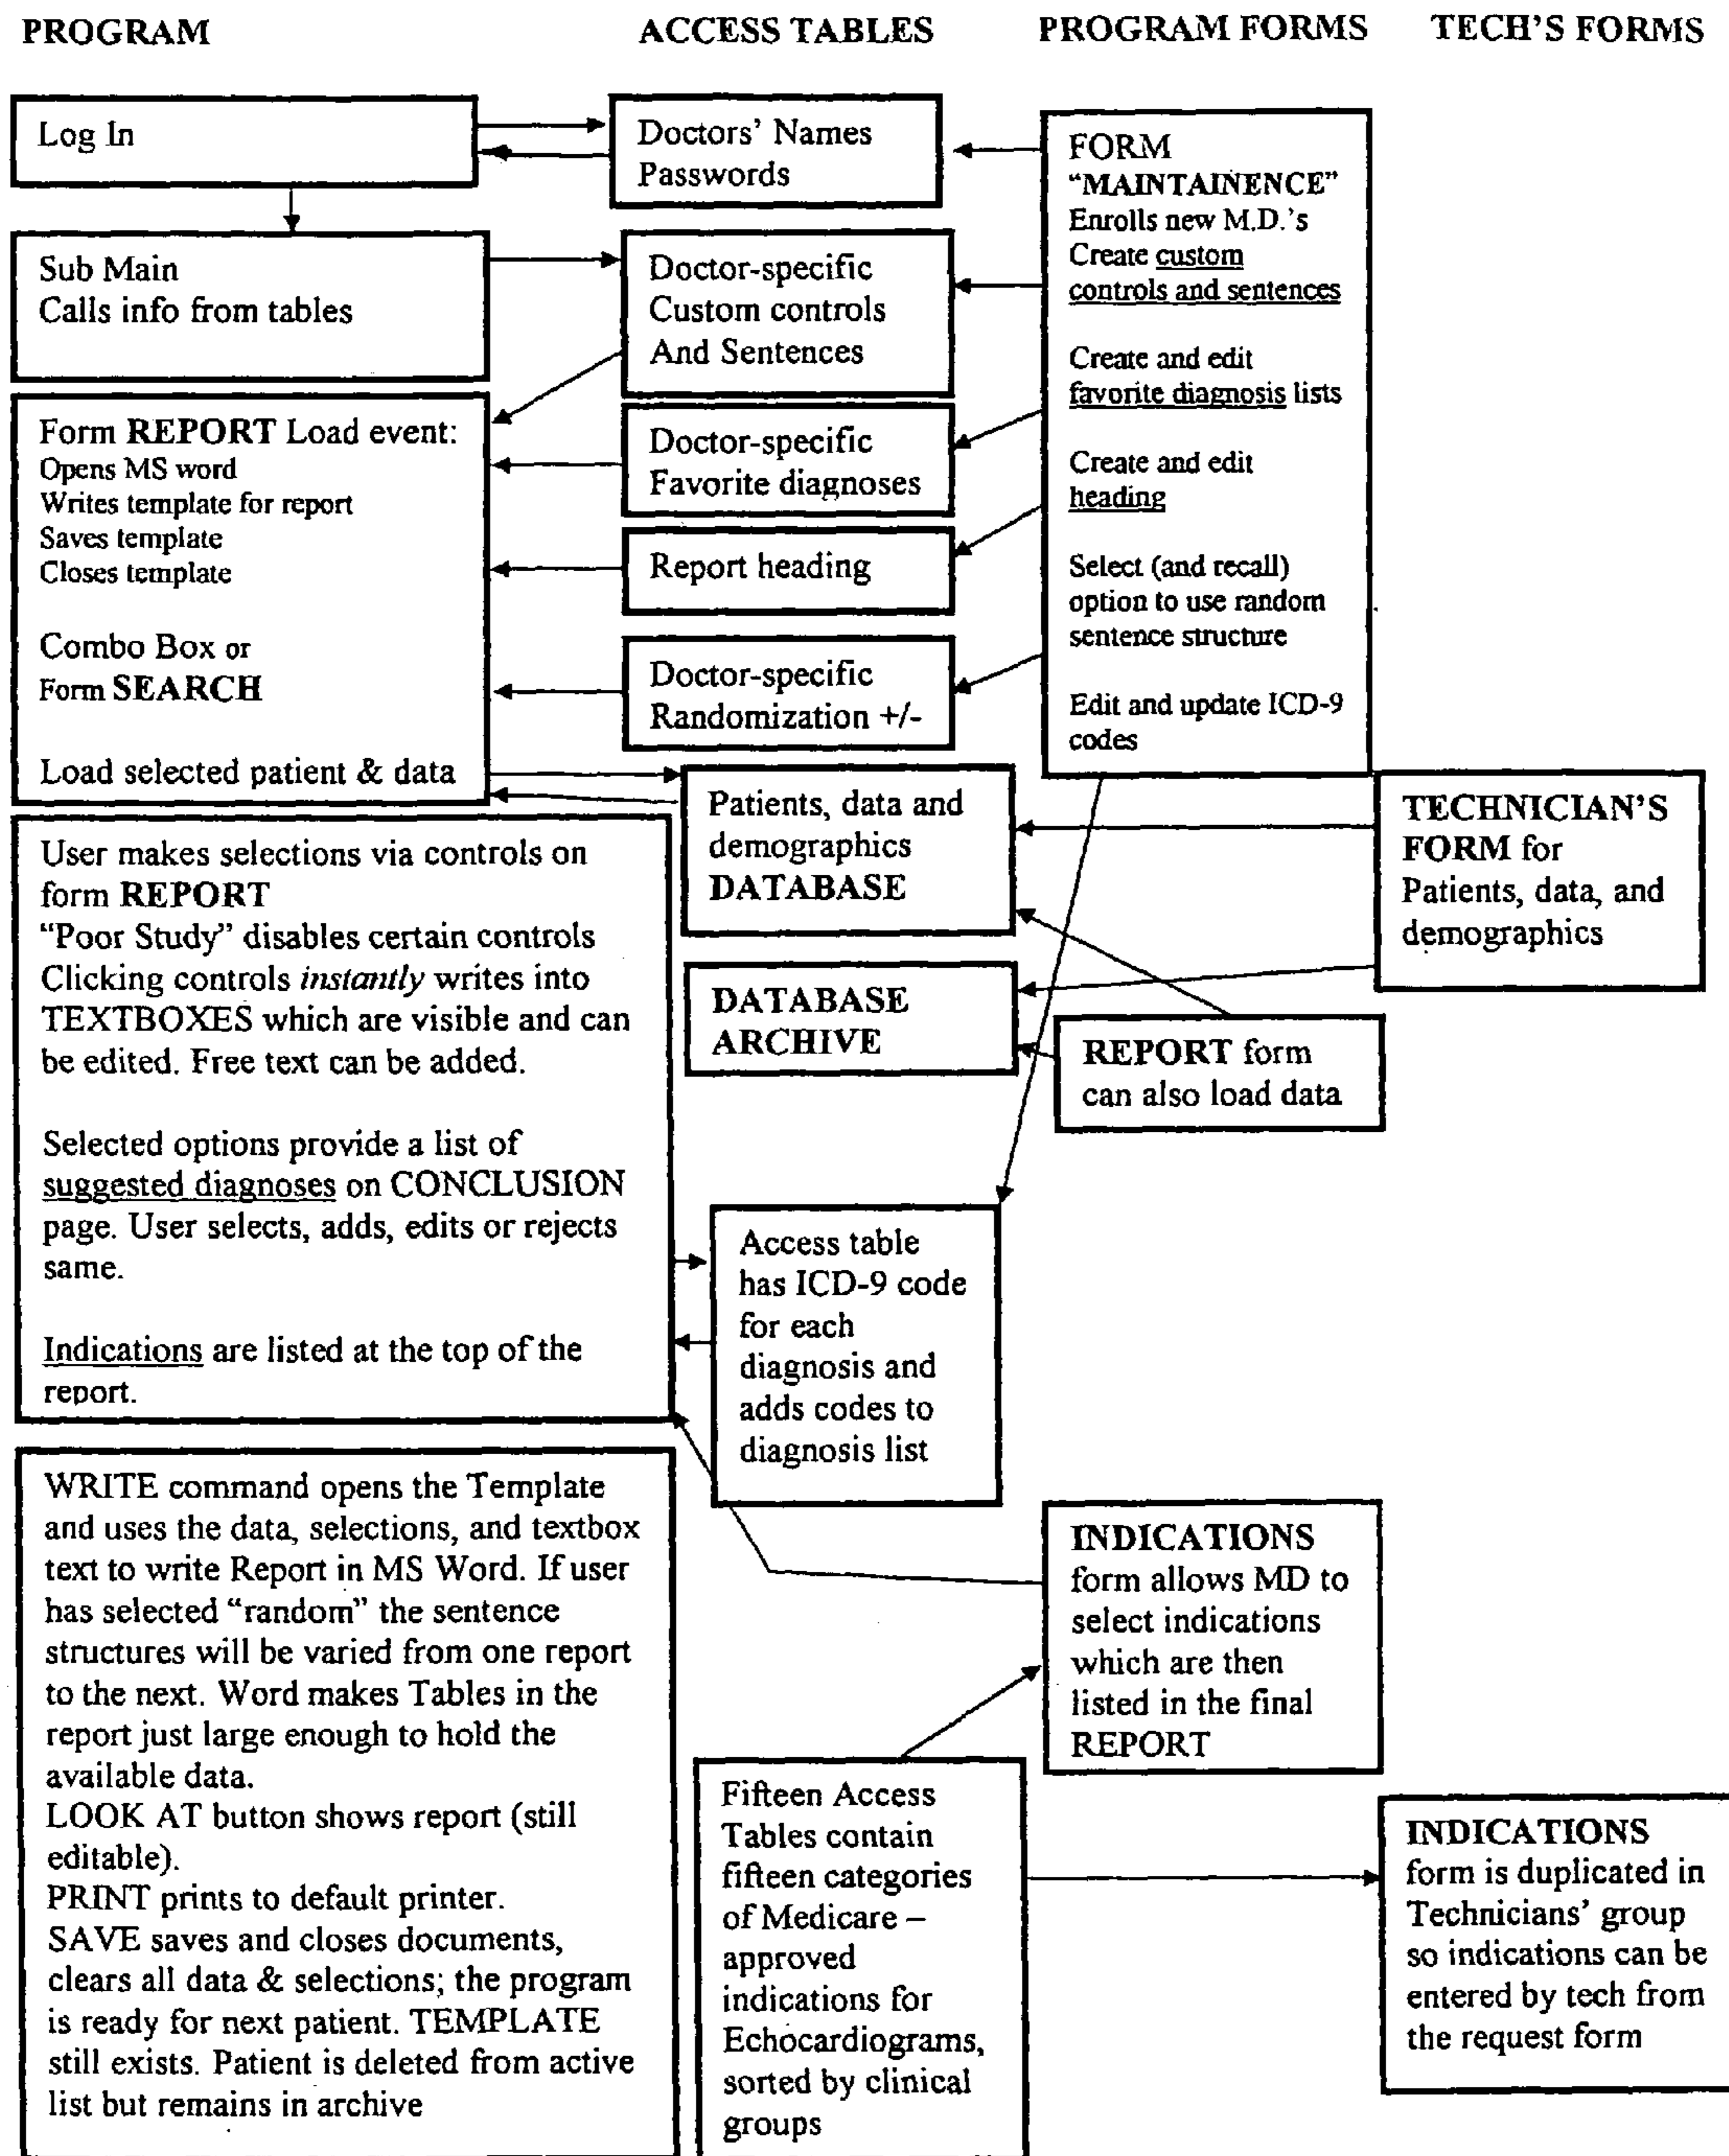 PROGRAM
ACCESS TABLES
PROGRAM FORMS
TECH'S FORMS
Log In
Sub Main
Calls info from tables
Form REPORT Load event:
Opens MS word
Writes template for report
Saves template
Closes template
Combo Box or
Form SEARCH
Load selected patient & data
User makes selections via controls on
form REPORT
“Poor Study” disables certain controls
Clicking controls instantly writes into
TEXTBOXES which are visible and can
be edited. Free text can be added.
Selected options provide a list of
suggested diagnoses on CONCLUSION
page. User selects, adds, edits or rejects
same.
Indications are listed at the top of the
report.
WRITE command opens the Template
and uses the data, selections, and textbox
text to write Report in MS Word. If user
has selected “random” the sentence
structures will be varied from one report
to the next. Word makes Tables in the
report just large enough to hold the
available data.
LOOK AT button shows report (still
editable).
PRINT prints to default printer.
SAVE saves and closes documents,
clears all data & selections; the program
is ready for next patient. TEMPLATE
still exists. Patient is deleted from active
list but remains in archive
Doctors’ Names
Passwords
Doctor-specific
Custom controls
And Sentences
Doctor-specific
Favorite diagnoses
Report heading
Doctor-specific
Randomization +/-
Patients, data and
demographics
DATABASE
DATABASE
ARCHIVE
Access table
has ICD-9 code
for each
diagnosis and
adds codes to
diagnosis list
Fifteen Access
Tables contain
fifteen categories
of Medicare –
approved
indications for
Echocardiograms,
sorted by clinical
groups
FORM
“MAINTAINENCE”
Enrolls new M.D.’s
Create custom
controls and sentences
Create and edit
favorite diagnosis lists
Create and edit
heading
Select (and recall)
option to use random
sentence structure
Edit and update ICD-9
codes
REPORT form
can also load data
INDICATIONS
form allows MD to
select indications
which are then
listed in the final
REPORT
TECHNICIAN’S
FORM for
Patients, data, and
demographics
INDICATIONS
form is duplicated in
Technicians’ group
so indications can be
entered by tech from
the request form